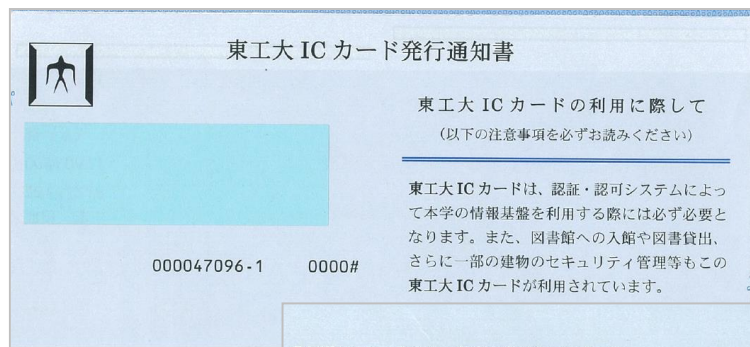 東工大 IC カード発行通知書
東工大 IC カードの利用に際して
(以下の注意事項を必ずお読みください)
東工大 IC カードは、認証・認可システムによっ
て本学の情報基盤を利用する際には必ず必要と
なります。また、図書館への入館や図書貸出、
さらに一部の建物のセキュリティ管理等もこの
東工大 IC カードが利用されています。
000047096-1 0000#